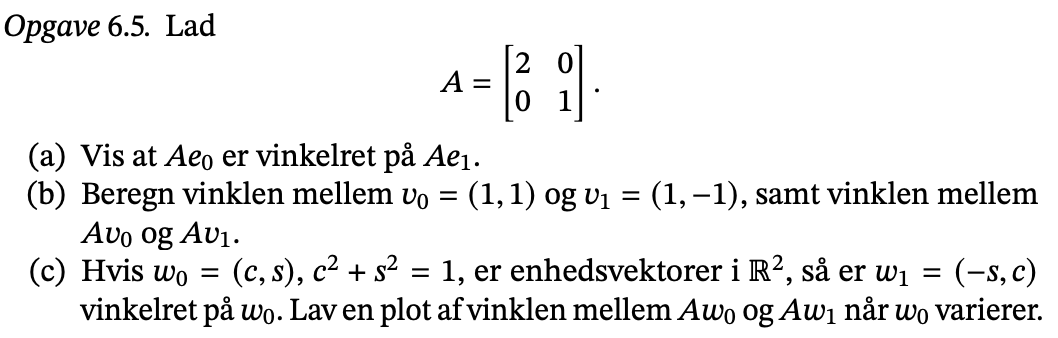 Opgave 6.5. Lad
A = [2 0
0 1].
(a) Vis at Ae₀ er vinkelret på Ae₁.
(b) Beregn vinklen mellem v₀ = (1, 1) og v₁ = (1, −1), samt vinklen mellem
Av₀ og Av₁.
(c) Hvis w₀ = (c, s), c² + s² = 1, er enhedsvektorer i ℝ², så er w₁ = (−s, c)
vinkelret på w₀. Lav en plot af vinklen mellem Aw₀ og Aw₁ når w₀ varierer.